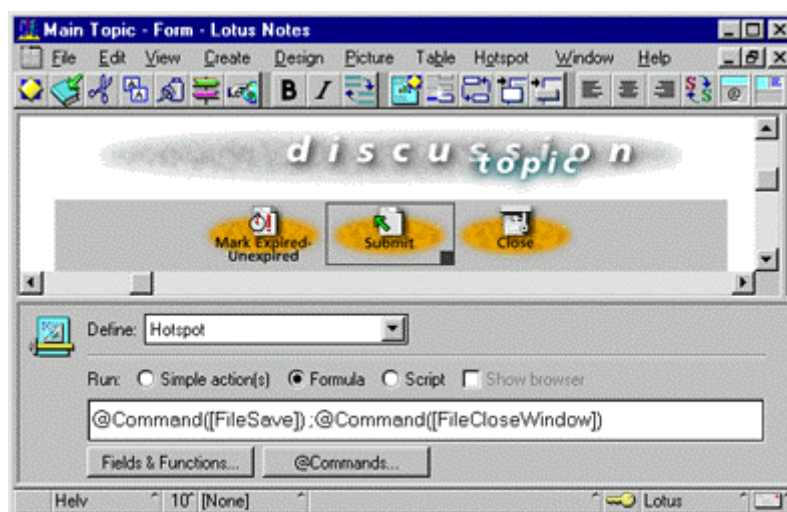 Main Topic - Form - Lotus Notes
File Edit View Create Design Picture Table Hotspot Window Help
B I
discussion
topic
Mark Expired-
Unexpired
Submit
Close
Define: Hotspot
Run: Simple action(s) Formula Script Show browser
@Command([FileSave]);@Command([FileCloseWindow])
Fields & Functions... @Commands...
Helv 10 [None] Lotus